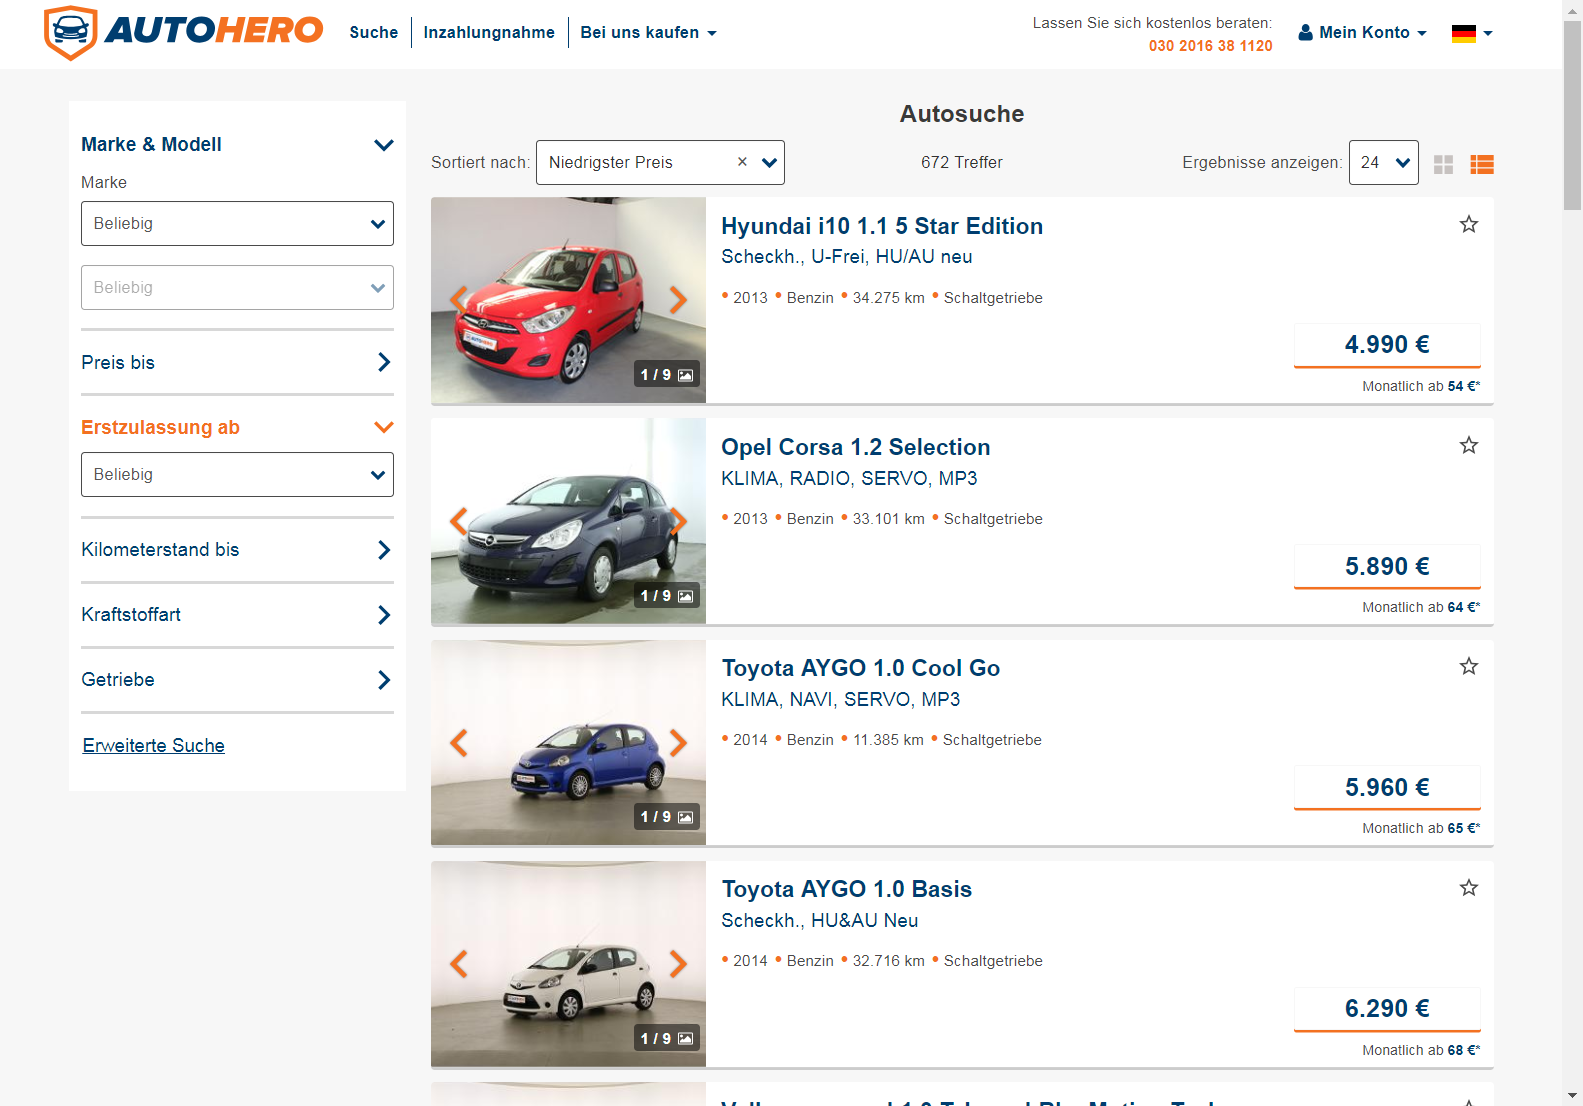 AUTOHERO
Suche
Inzahlungnahme
Bei uns kaufen
Lassen Sie sich kostenlos beraten:
030 2016 38 1120
Mein Konto
Marke & Modell
Marke
Beliebig
Beliebig
Preis bis
Erstzulassung ab
Beliebig
Kilometerstand bis
Kraftstoffart
Getriebe
Erweiterte Suche
Autosuche
Sortiert nach: Niedrigster Preis ×
672 Treffer
Ergebnisse anzeigen: 24
Hyundai i10 1.1 5 Star Edition
Scheckh., U-Frei, HU/AU neu
• 2013 • Benzin • 34.275 km • Schaltgetriebe
AUTOHERO
1 / 9
4.990 €
Monatlich ab 54 €*
Opel Corsa 1.2 Selection
KLIMA, RADIO, SERVO, MP3
• 2013 • Benzin • 33.101 km • Schaltgetriebe
1 / 9
5.890 €
Monatlich ab 64 €*
Toyota AYGO 1.0 Cool Go
KLIMA, NAVI, SERVO, MP3
• 2014 • Benzin • 11.385 km • Schaltgetriebe
1 / 9
5.960 €
Monatlich ab 65 €*
Toyota AYGO 1.0 Basis
Scheckh., HU&AU Neu
• 2014 • Benzin • 32.716 km • Schaltgetriebe
1 / 9
6.290 €
Monatlich ab 68 €*